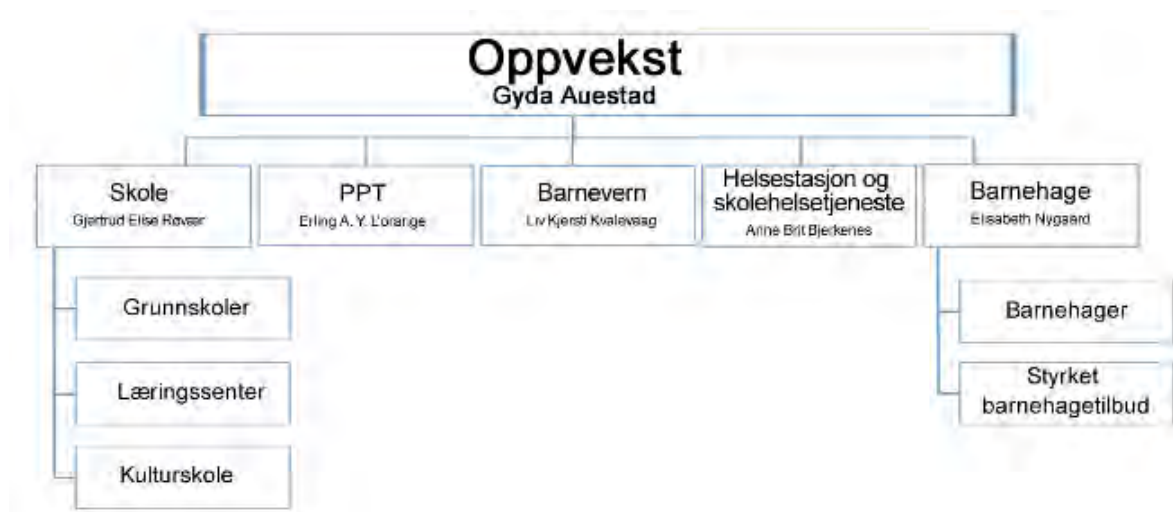 Oppvekst
Gyda Auestad
Skole
Gjertrud Elise Røvær
PPT
Erling A. Y. L'orange
Barnevern
Liv Kjersti Kvalevaag
Helsestasjon og
skolehelsetjeneste
Anne Brit Bjerkenes
Barnehage
Elisabeth Nygaard
Grunnskoler
Læringssenter
Kulturskole
Barnehager
Styrket
barnehagetilbud